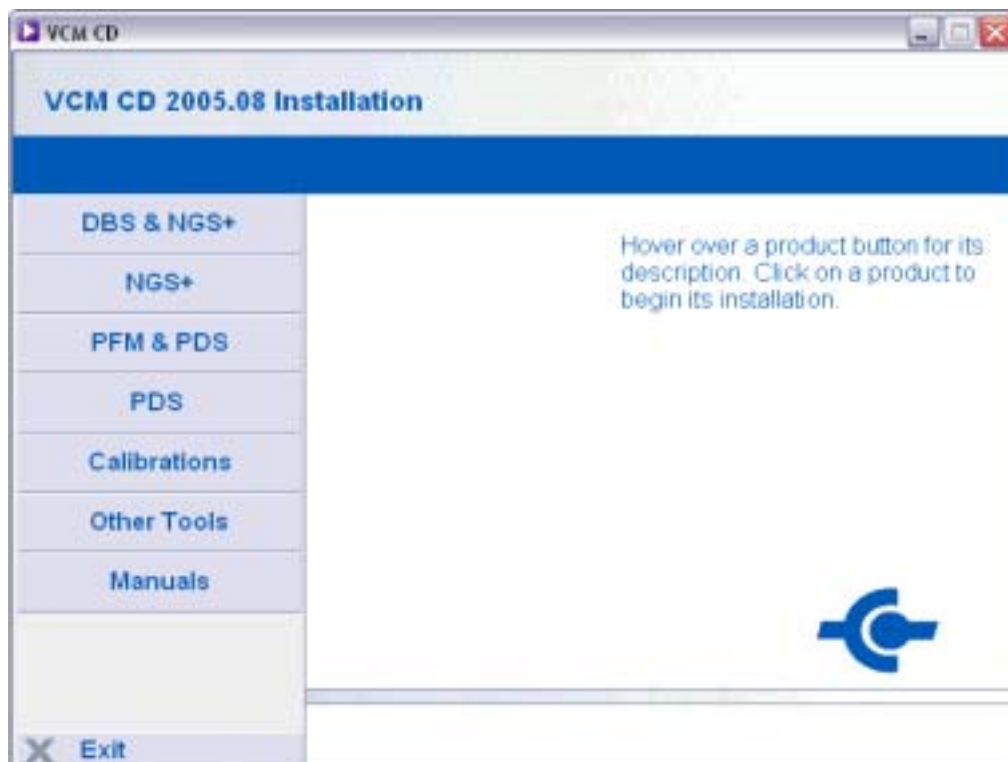 VCM CD
VCM CD 2005.08 Installation
DBS & NGS+
NGS+
PFM & PDS
PDS
Calibrations
Other Tools
Manuals
Hover over a product button for its
description. Click on a product to
begin its installation.
Exit